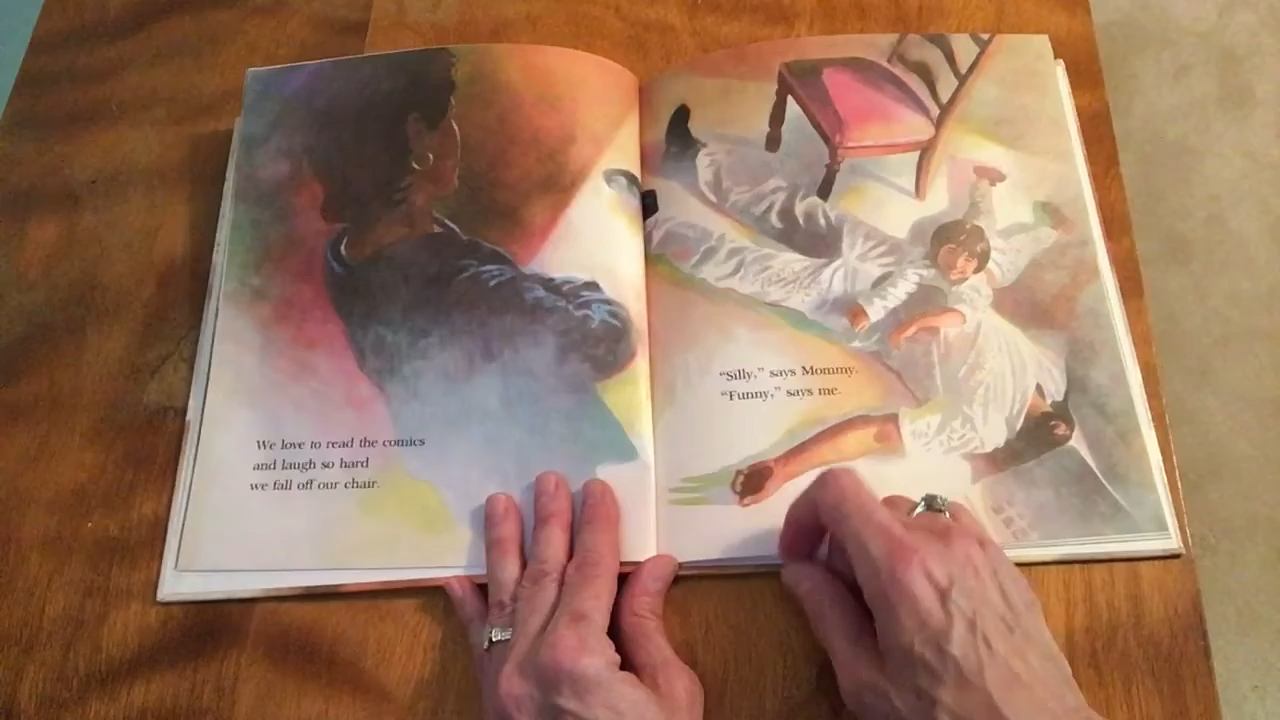 We love to read the comics
and laugh so hard
we fall off our chair.
“Silly,” says Mommy.
“Funny,” says me.